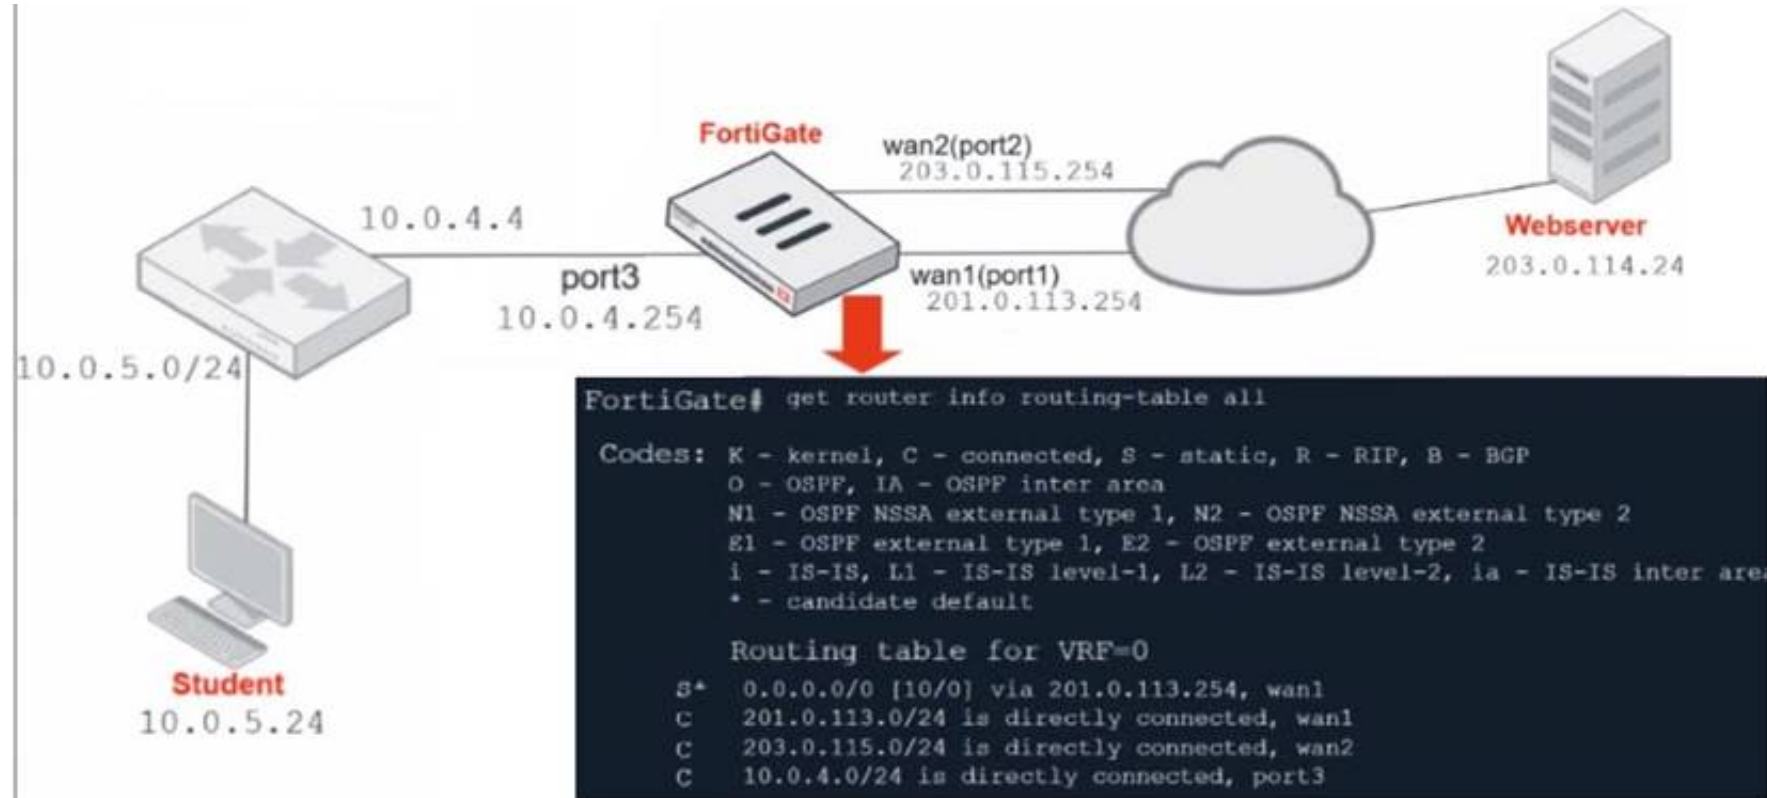 FortiGate
wan2(port2)
203.0.115.254
10.0.4.4
Webserver
203.0.114.24
port3
10.0.4.254
wan1(port1)
201.0.113.254
10.0.5.0/24
Student
10.0.5.24
FortiGate# get router info routing-table all
Codes: K - kernel, C - connected, S - static, R - RIP, B - BGP
O - OSPF, IA - OSPF inter area
N1 - OSPF NSSA external type 1, N2 - OSPF NSSA external type 2
E1 - OSPF external type 1, E2 - OSPF external type 2
i - IS-IS, L1 - IS-IS level-1, L2 - IS-IS level-2, ia - IS-IS inter area
* - candidate default
Routing table for VRF=0
S* 0.0.0.0/0 [10/0] via 201.0.113.254, wan1
C 201.0.113.0/24 is directly connected, wan1
C 203.0.115.0/24 is directly connected, wan2
C 10.0.4.0/24 is directly connected, port3